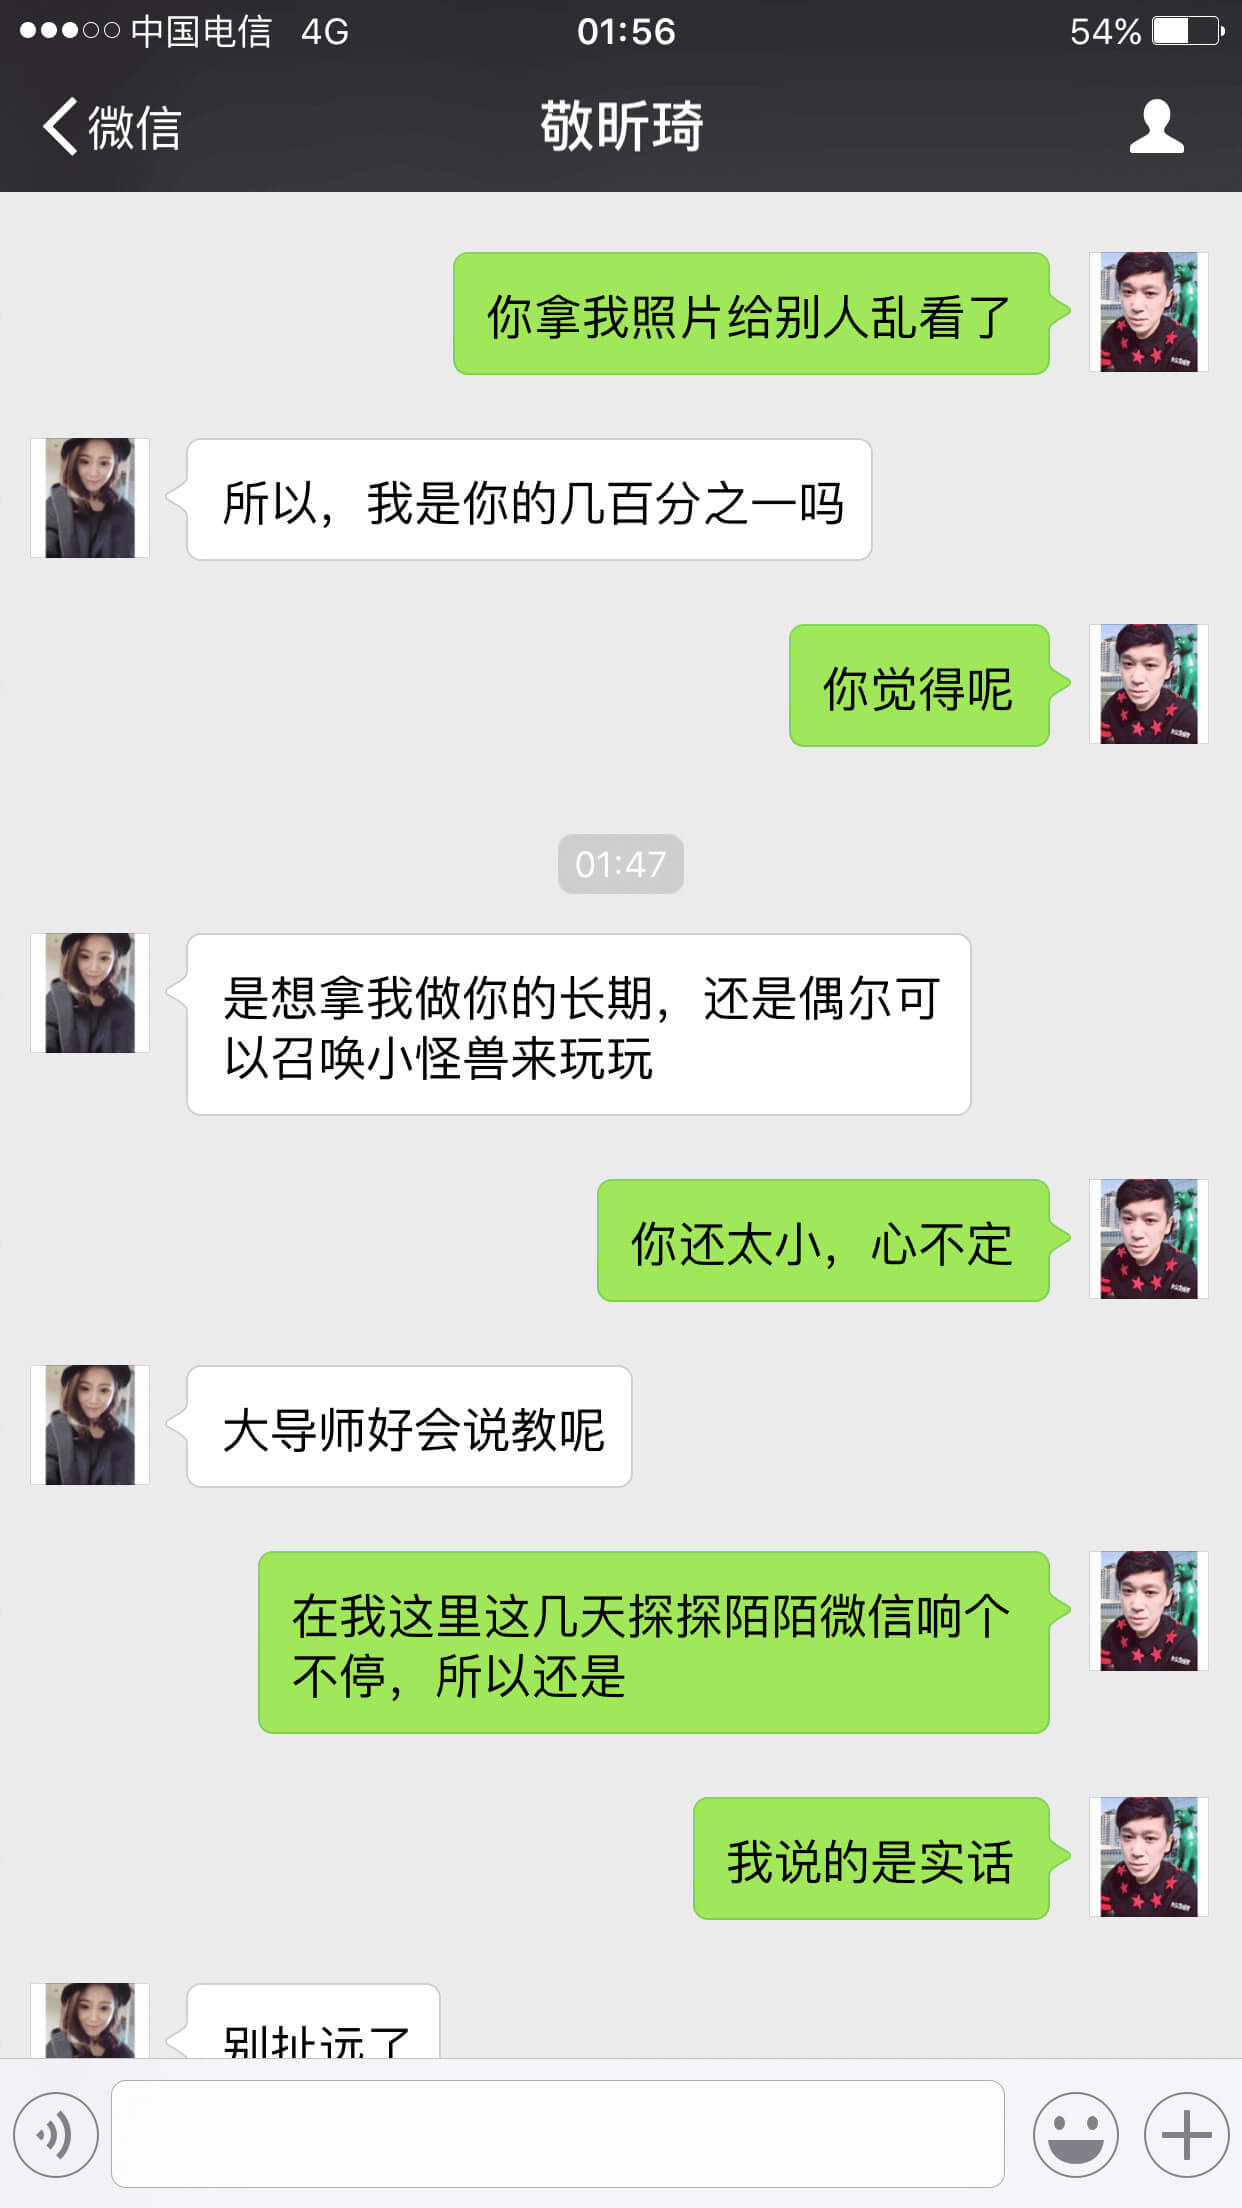 中国电信 4G 01:56 54%
微信 敬昕琦
你拿我照片给别人乱看了
所以，我是你的几百分之一吗
你觉得呢
01:47
是想拿我做你的长期，还是偶尔可
以召唤小怪兽来玩玩
你还太小，心不定
大导师好会说教呢
在我这里这几天探探陌陌微信响个
不停，所以还是
我说的是实话
别扯远了